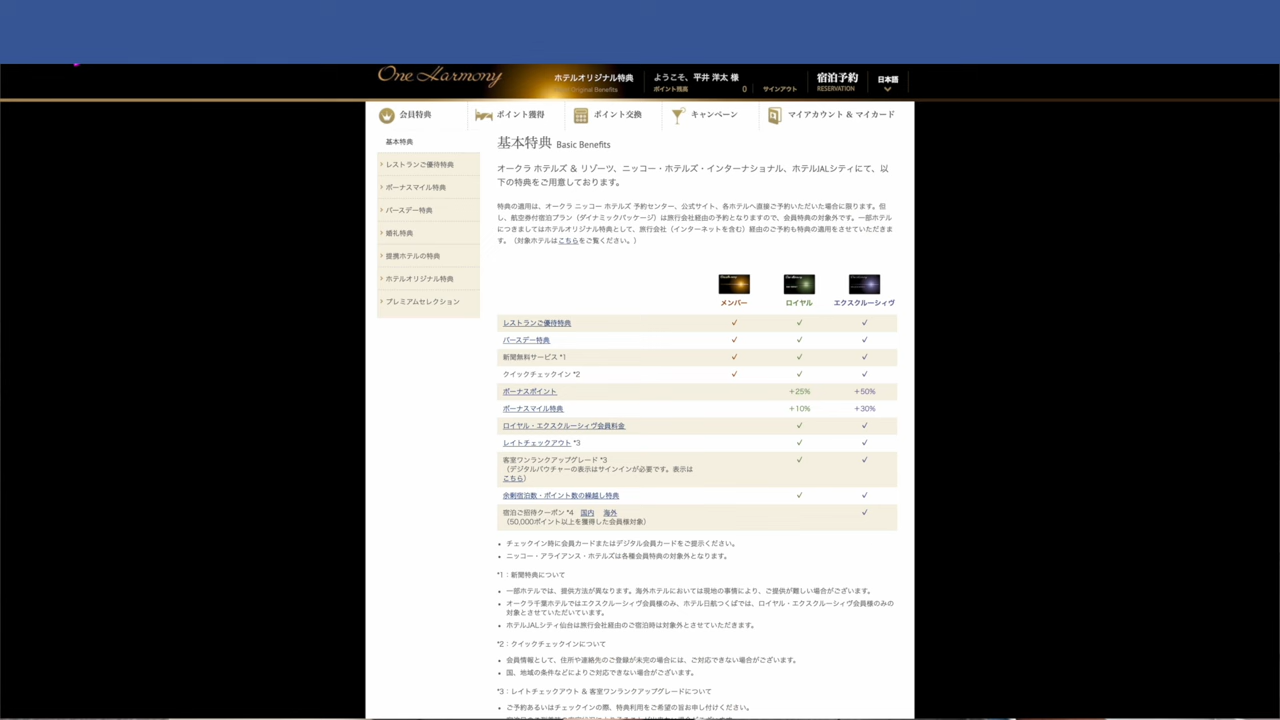 One Harmony
ホテルオリジナル特典
Original Benefits
ようこそ、平井 洋太 様
ポイント残高 0 サインアウト
宿泊予約
RESERVATION
日本語
会員特典
ポイント獲得
ポイント交換
キャンペーン
マイアカウント & マイカード
基本特典
レストランご優待特典
ボーナスマイル特典
バースデー特典
婚礼特典
提携ホテルの特典
ホテルオリジナル特典
プレミアムセレクション
基本特典 Basic Benefits
オークラ ホテルズ & リゾーツ、ニッコー・ホテルズ・インターナショナル、ホテルJALシティにて、以
下の特典をご用意しております。
特典の適用は、オークラ ニッコー ホテルズ 予約センター、公式サイト、各ホテルへ直接ご予約いただいた場合に限ります。但
し、航空券付宿泊プラン（ダイナミックパッケージ）は旅行会社経由の予約となりますので、会員特典の対象外です。一部ホテル
につきましてはホテルオリジナル特典として、旅行会社（インターネットを含む）経由のご予約も特典の適用をさせていただきま
す。（対象ホテルはこちらをご覧ください。）
メンバー ロイヤル エクスクルーシィヴ
レストランご優待特典 ✓ ✓ ✓
バースデー特典 ✓ ✓ ✓
新聞無料サービス *1 ✓ ✓ ✓
クイックチェックイン *2 ✓ ✓ ✓
ボーナスポイント +25% +50%
ボーナスマイル特典 +10% +30%
ロイヤル・エクスクルーシィヴ会員料金 ✓ ✓
レイトチェックアウト *3 ✓ ✓
客室ワンランクアップグレード *3 ✓ ✓
（デジタルバウチャーの表示はサインインが必要です。表示は
こちら）
余剰宿泊数・ポイント数の繰越し特典 ✓ ✓
宿泊ご招待クーポン *4 国内 海外 ✓
（50,000ポイント以上を獲得した会員様対象）
• チェックイン時に会員カードまたはデジタル会員カードをご提示ください。
• ニッコー・アライアンス・ホテルズは各種会員特典の対象外となります。
*1：新聞特典について
• 一部ホテルでは、提供方法が異なります。海外ホテルにおいては現地の事情により、ご提供が難しい場合がございます。
• オークラ千葉ホテルではエクスクルーシィヴ会員様のみ、ホテル日航つくばでは、ロイヤル・エクスクルーシィヴ会員様のみの
対象とさせていただいています。
• ホテルJALシティ仙台は旅行会社経由のご宿泊時は対象外とさせていただきます。
*2：クイックチェックインについて
• 会員情報として、住所や連絡先のご登録が未完の場合には、ご対応できない場合がございます。
• 国、地域の条件などによりご対応できない場合がございます。
*3：レイトチェックアウト & 客室ワンランクアップグレードについて
• ご予約あるいはチェックインの際、特典利用をご希望の旨お申し付けください。